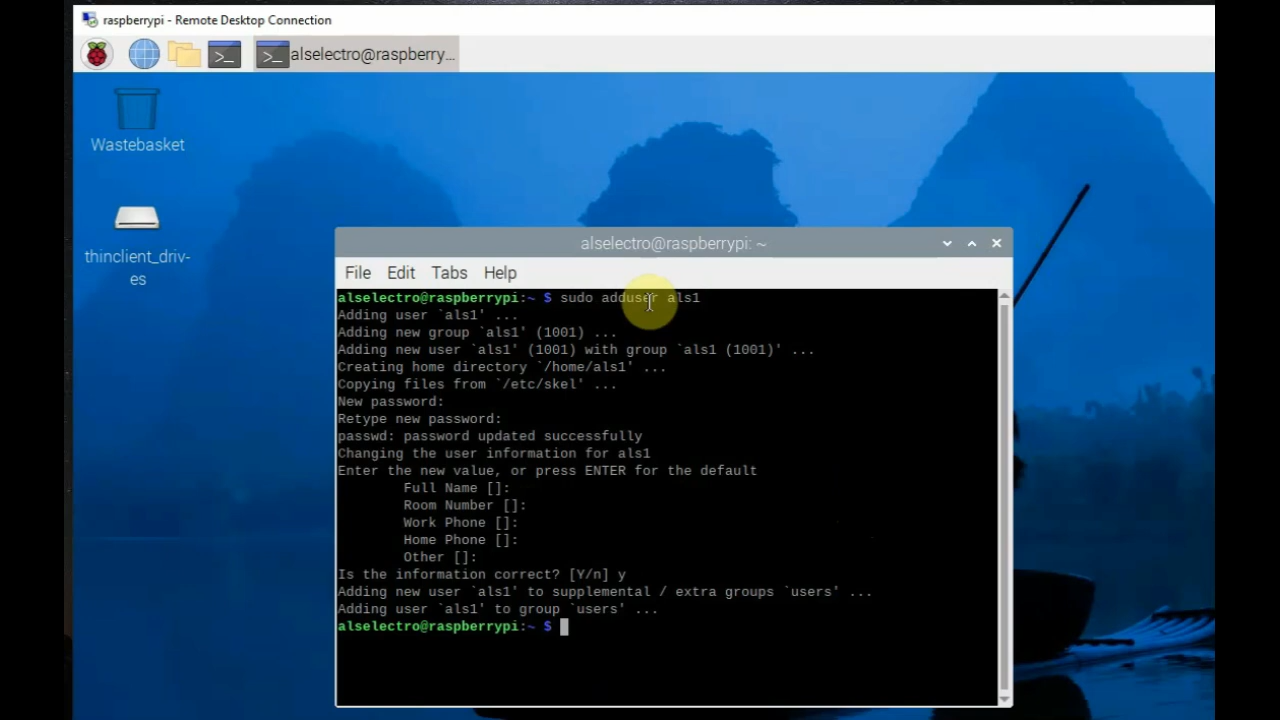 raspberrypi - Remote Desktop Connection
alselectro@raspberry...
Wastebasket
thinclient_driv-
es
alselectro@raspberrypi: ~
File Edit Tabs Help
alselectro@raspberrypi:~ $ sudo adduser als1
Adding user `als1' ...
Adding new group `als1' (1001) ...
Adding new user `als1' (1001) with group `als1 (1001)' ...
Creating home directory `/home/als1' ...
Copying files from `/etc/skel' ...
New password:
Retype new password:
passwd: password updated successfully
Changing the user information for als1
Enter the new value, or press ENTER for the default
Full Name []:
Room Number []:
Work Phone []:
Home Phone []:
Other []:
Is the information correct? [Y/n] y
Adding new user `als1' to supplemental / extra groups `users' ...
Adding user `als1' to group `users' ...
alselectro@raspberrypi:~ $